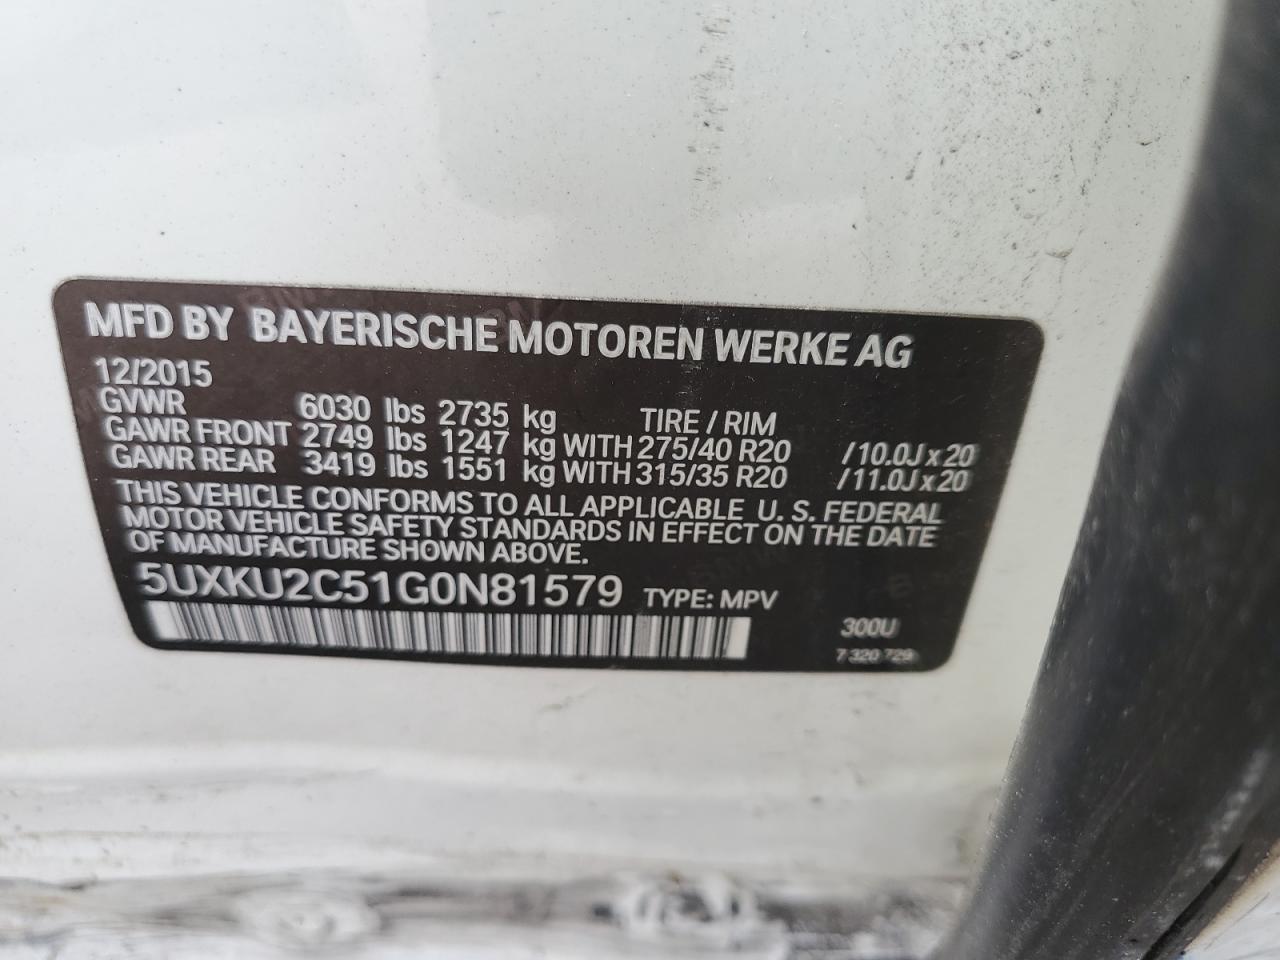 MFD BY BAYERISCHE MOTOREN WERKE AG
12/2015
GVWR 6030 lbs 2735 kg TIRE / RIM
GAWR FRONT 2749 lbs 1247 kg WITH 275/40 R20 /10.0J x 20
GAWR REAR 3419 lbs 1551 kg WITH 315/35 R20 /11.0J x 20
THIS VEHICLE CONFORMS TO ALL APPLICABLE U. S. FEDERAL
MOTOR VEHICLE SAFETY STANDARDS IN EFFECT ON THE DATE
OF MANUFACTURE SHOWN ABOVE.
5UXKU2C51G0N81579 TYPE: MPV
300U
7 320 729